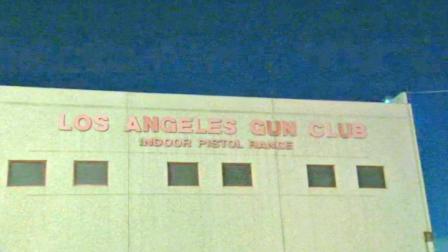 LOS ANGELES GUN CLUB
INDOOR PISTOL RANGE